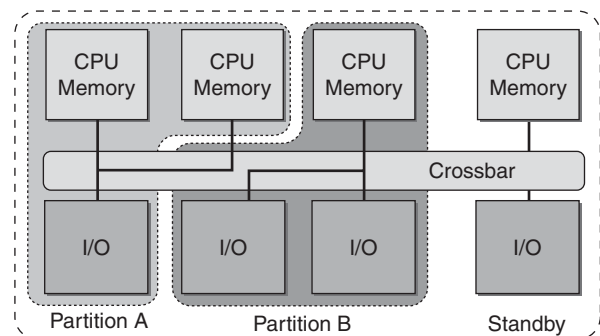 CPU
Memory
CPU
Memory
CPU
Memory
CPU
Memory
Crossbar
I/O
I/O
I/O
I/O
Partition A
Partition B
Standby